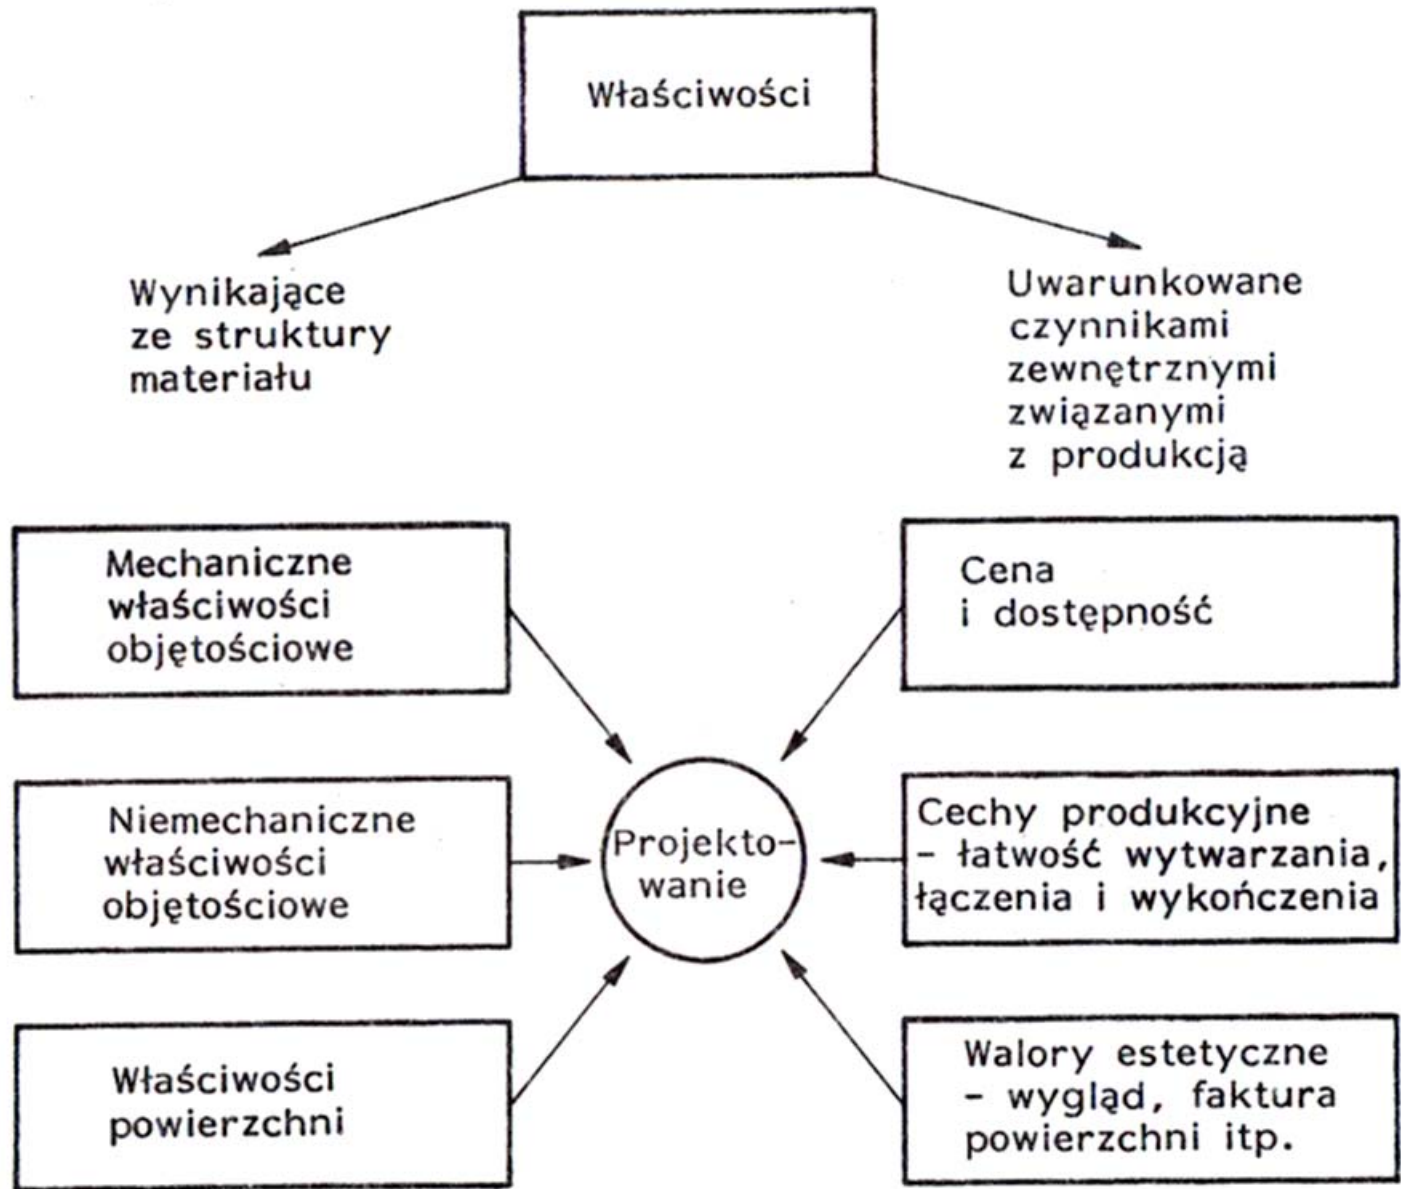 Właściwości
Wynikające
ze struktury
materiału
Uwarunkowane
czynnikami
zewnętrznymi
związanymi
z produkcją
Mechaniczne
właściwości
objętościowe
Cena
i dostępność
Niemechaniczne
właściwości
objętościowe
Projekto-
wanie
Cechy produkcyjne
- łatwość wytwarzania,
łączenia i wykończenia
Właściwości
powierzchni
Walory estetyczne
- wygląd, faktura
powierzchni itp.